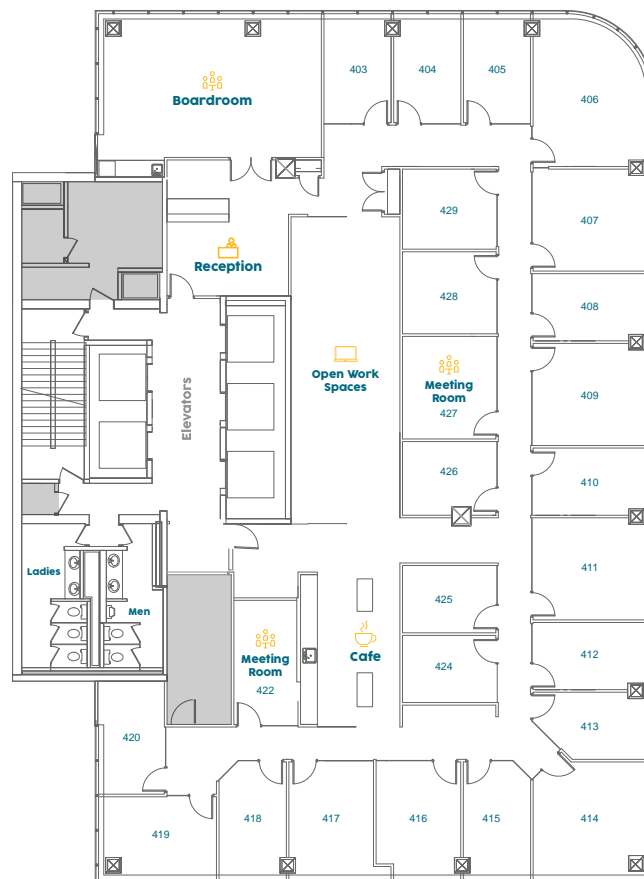 403
404
405
406
Boardroom
407
429
Reception
428
408
Open Work
Spaces
Meeting
Room
427
409
Elevators
426
410
411
Ladies
Men
425
412
Meeting
Room
422
Cafe
424
413
420
419
418
417
416
415
414